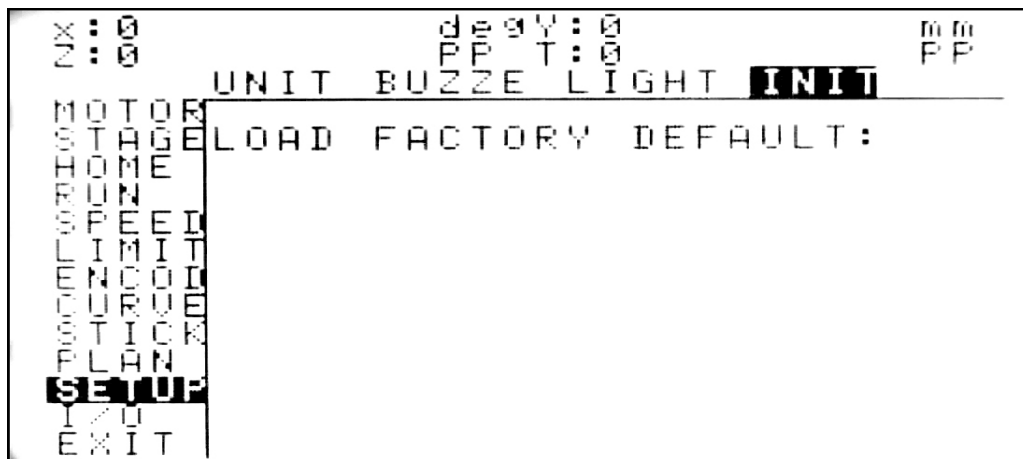 X:0 degY:0 mm
Z:0 PP T:0 PP
UNIT BUZZE LIGHT INIT
MOTOR
STAGE
LOAD FACTORY DEFAULT:
HOME
RUN
SPEED
LIMIT
ENCOD
CURVE
STICK
PLAN
SETUP
I/O
EXIT